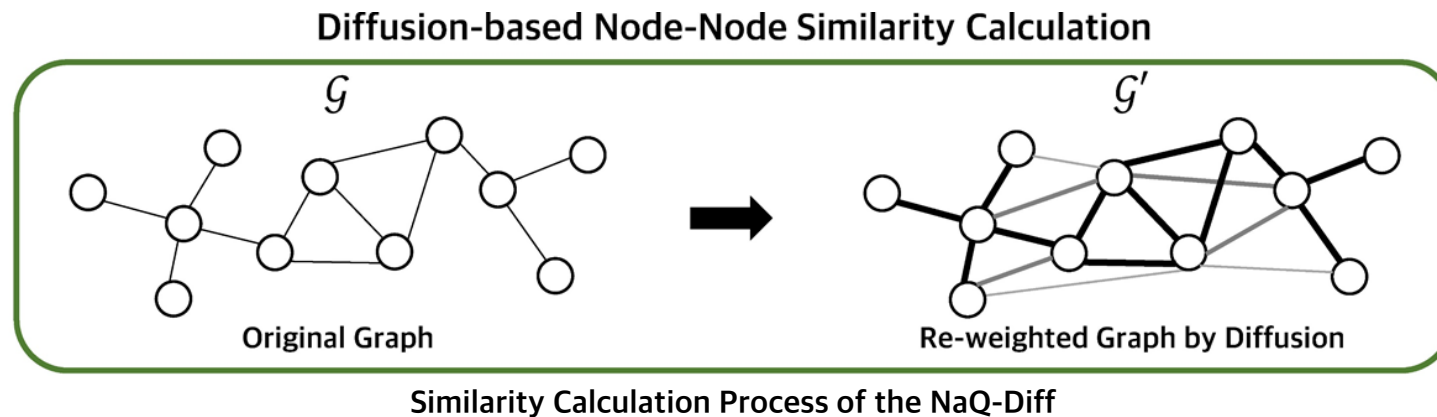 Diffusion-based Node-Node Similarity Calculation
𝒢
𝒢′
Original Graph
Re-weighted Graph by Diffusion
Similarity Calculation Process of the NaQ-Diff